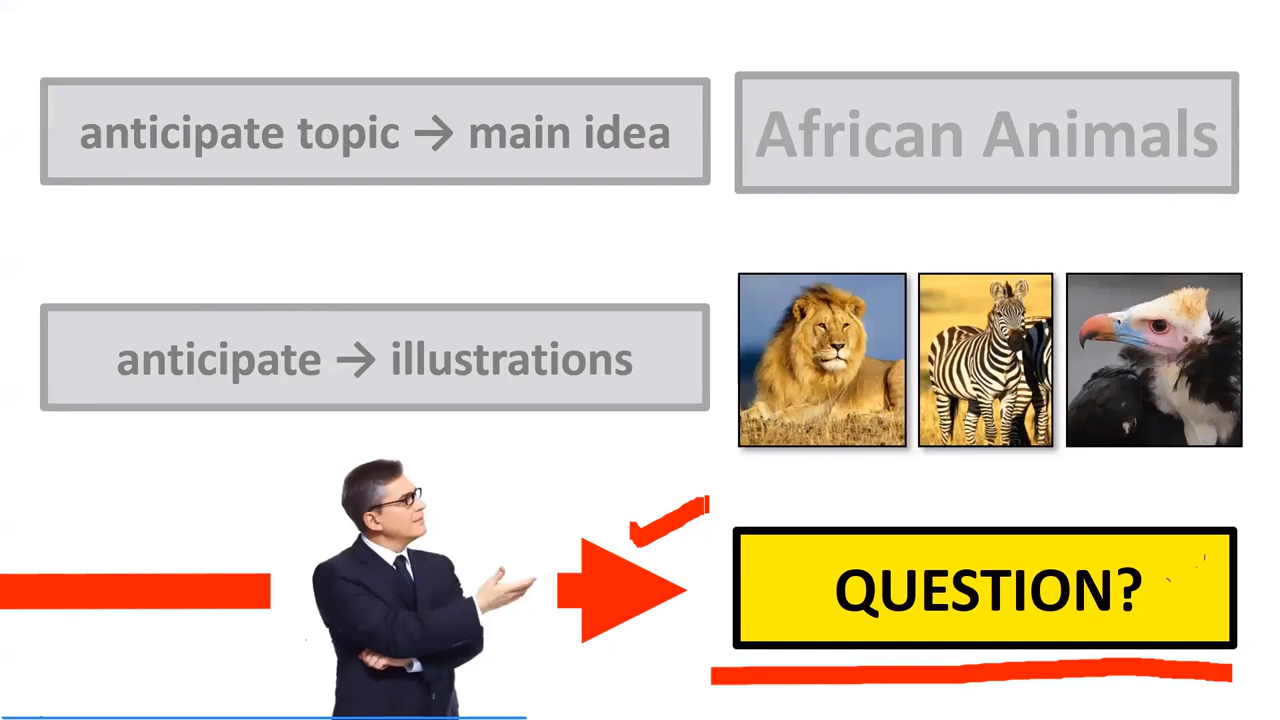 anticipate topic → main idea
African Animals
anticipate → illustrations
QUESTION?